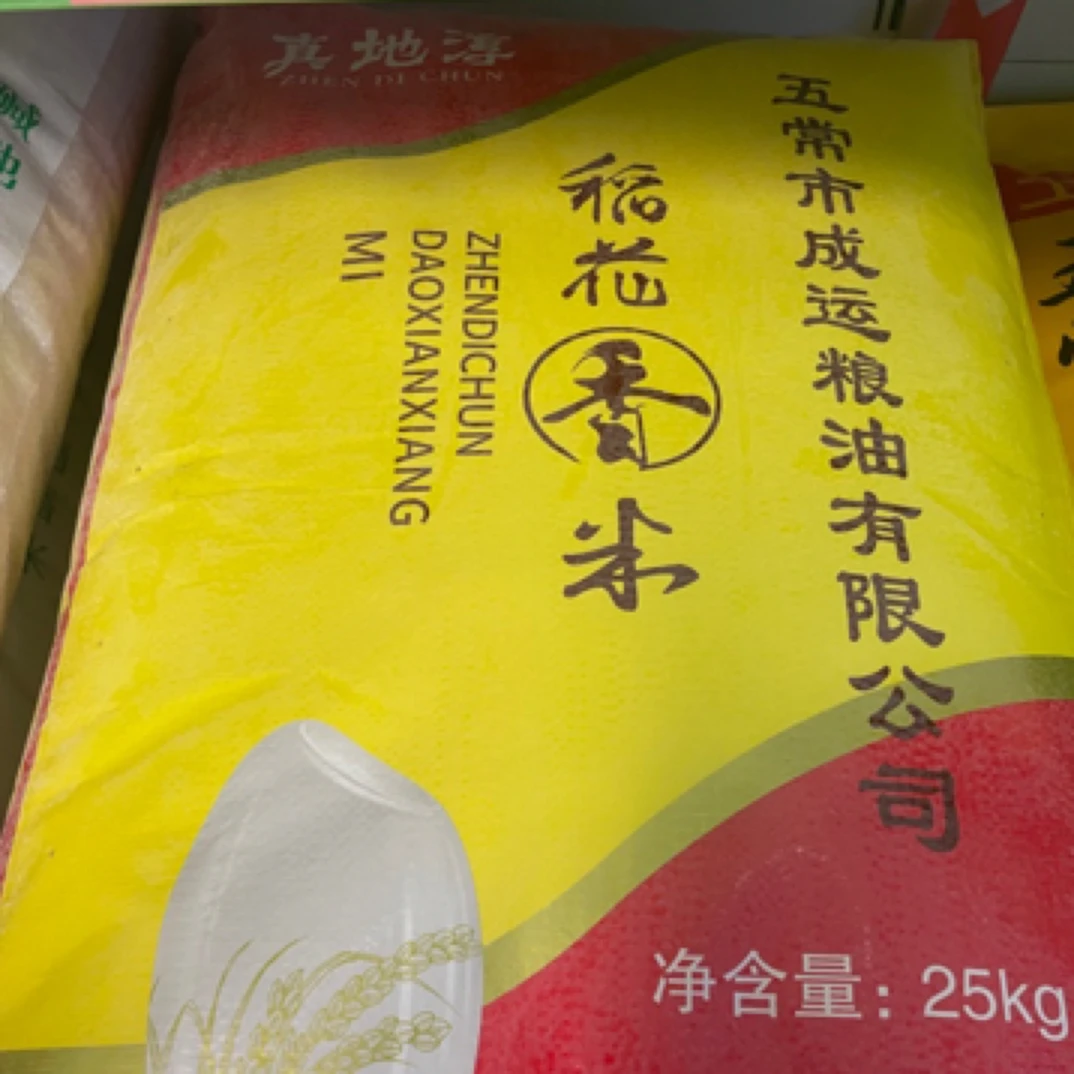 真地淳
ZHEN DI CHUN
五常市成运粮油有限公司
稻花香米
ZHENDICHUN
DAOXIANXIANG
MI
净含量：25kg